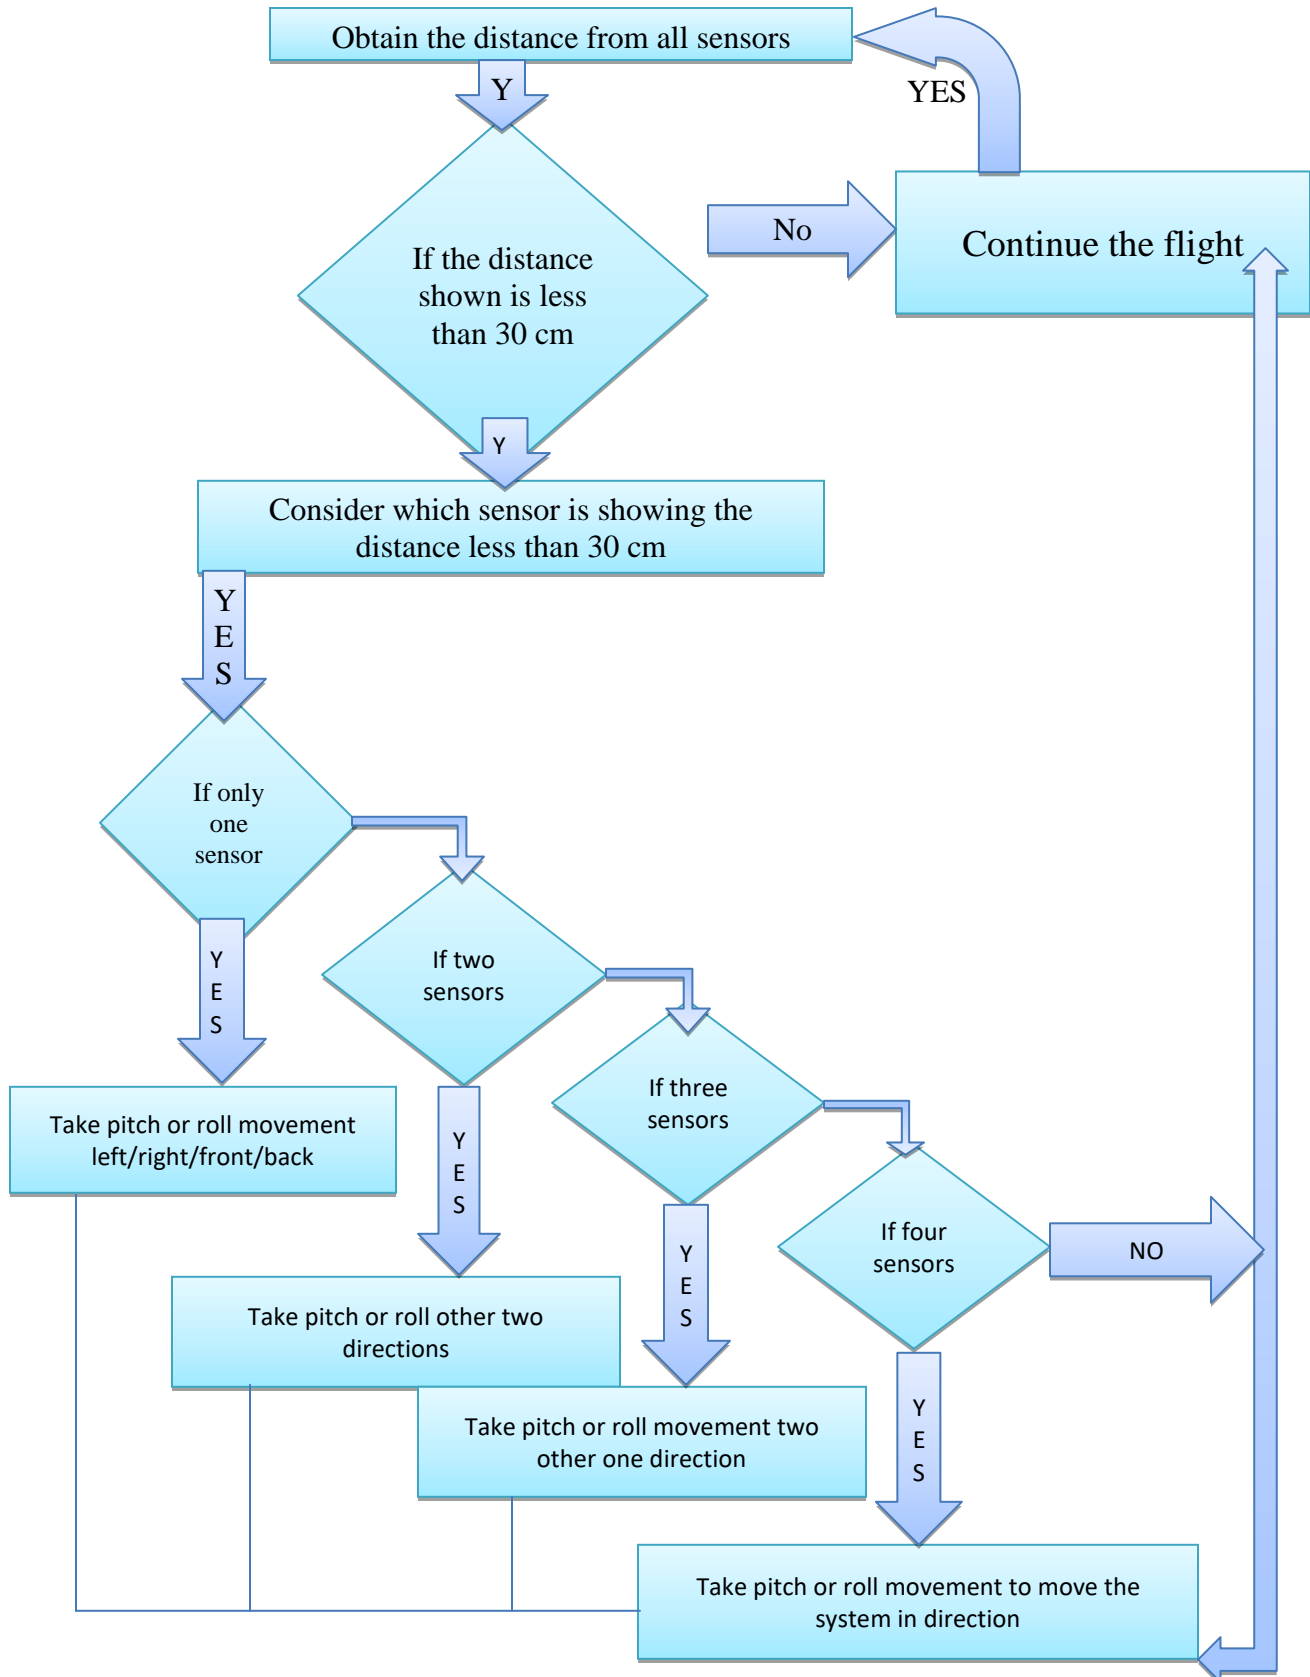 Obtain the distance from all sensors
Y
YES
If the distance
shown is less
than 30 cm
No
Continue the flight
Y
Consider which sensor is showing the
distance less than 30 cm
Y
E
S
If only
one
sensor
If two
sensors
Y
E
S
If three
sensors
Take pitch or roll movement
left/right/front/back
Y
E
S
If four
sensors
NO
Y
E
S
Take pitch or roll other two
directions
Take pitch or roll movement two
other one direction
Y
E
S
Take pitch or roll movement to move the
system in direction